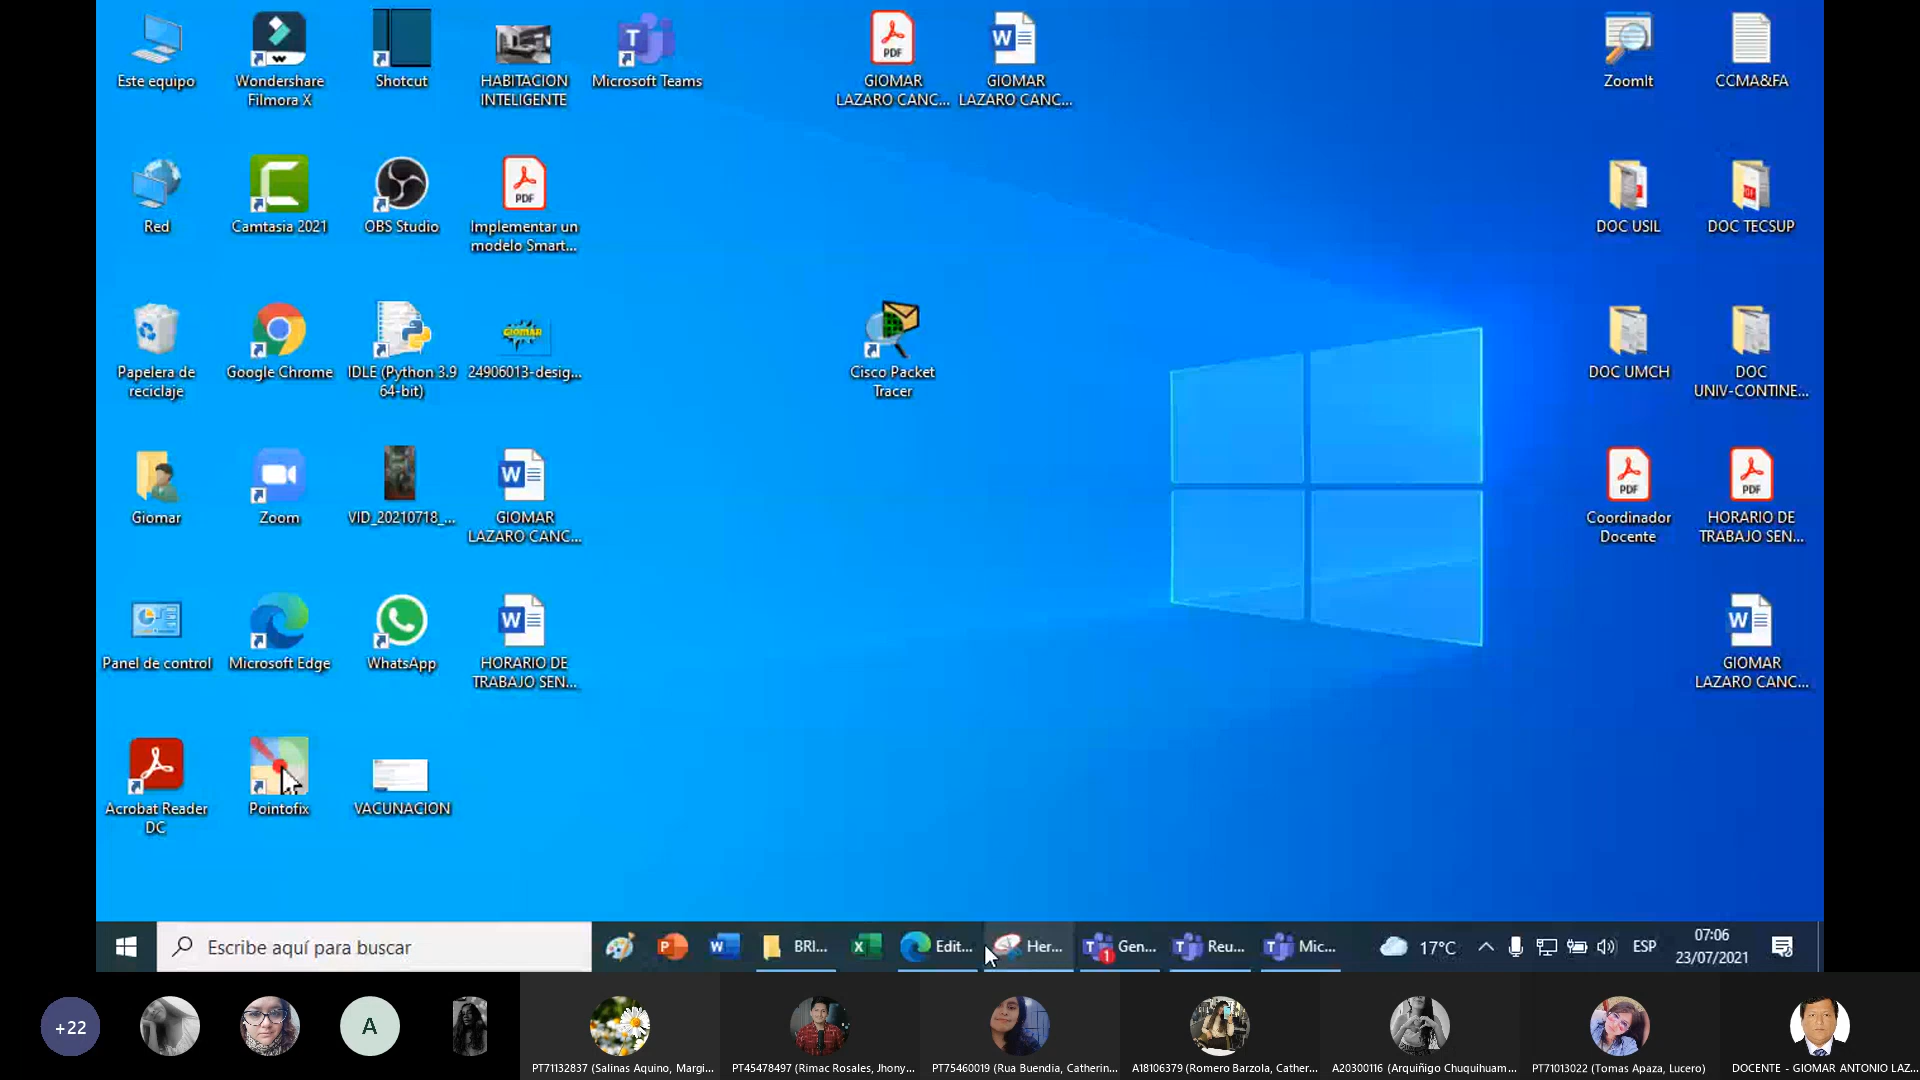 Este equipo
Wondershare
Filmora X
Shotcut
HABITACION
INTELIGENTE
Microsoft Teams
PDF
GIOMAR
LAZARO CANC...
W
GIOMAR
LAZARO CANC...
ZoomIt
CCMA&FA
Red
Camtasia 2021
OBS Studio
PDF
Implementar un
modelo Smart...
DOC USIL
DOC TECSUP
Papelera de
reciclaje
Google Chrome
IDLE (Python 3.9
64-bit)
GIOMAR
24906013-desig...
Cisco Packet
Tracer
DOC UMCH
DOC
UNIV-CONTINE...
Giomar
Zoom
VID_20210718_...
W
GIOMAR
LAZARO CANC...
PDF
Coordinador
Docente
PDF
HORARIO DE
TRABAJO SEN...
Panel de control
Microsoft Edge
WhatsApp
W
HORARIO DE
TRABAJO SEN...
W
GIOMAR
LAZARO CANC...
Acrobat Reader
DC
Pointofix
VACUNACION
Escribe aquí para buscar
BRI...
Edit...
Her...
1
Gen...
Reu...
Mic...
17°C
ESP
07:06
23/07/2021
+22
A
PT71132837 (Salinas Aquino, Margi...
PT45478497 (Rimac Rosales, Jhony...
PT75460019 (Rua Buendia, Catherin...
A18106379 (Romero Barzola, Cather...
A20300116 (Arquiñigo Chuquihuam...
PT71013022 (Tomas Apaza, Lucero)
DOCENTE - GIOMAR ANTONIO LAZ...